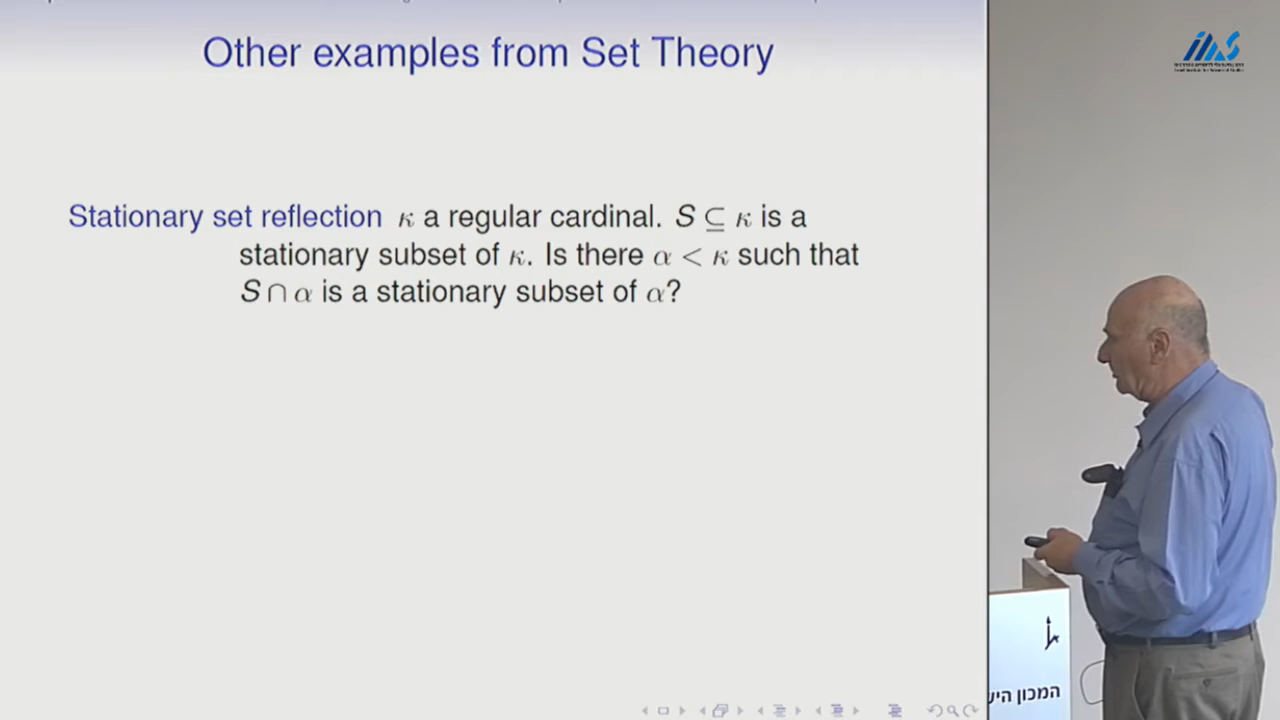 Other examples from Set Theory
Stationary set reflection κ a regular cardinal. S ⊆ κ is a
stationary subset of κ. Is there α < κ such that
S ∩ α is a stationary subset of α?
IIAS
המכון הי